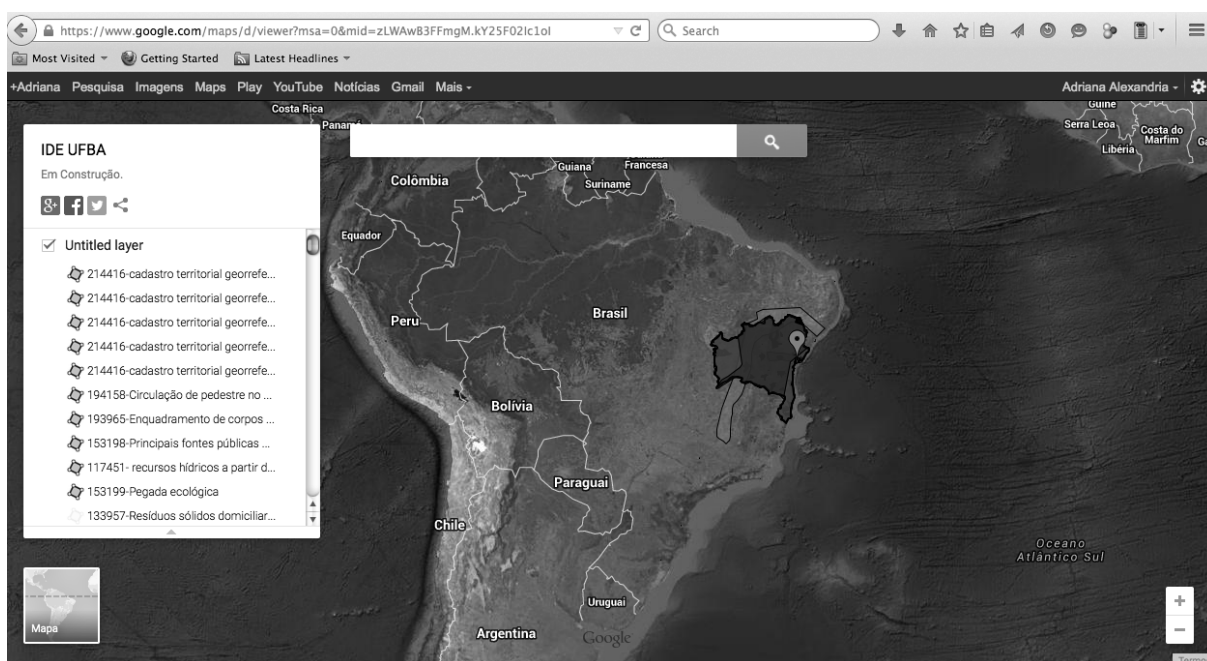 https://www.google.com/maps/d/viewer?msa=0&mid=zLWAwB3FFmgM.kY25F02Ic1oI
Search
Most Visited
Getting Started
Latest Headlines
+Adriana Pesquisa Imagens Maps Play YouTube Notícias Gmail Mais
Adriana Alexandria
IDE UFBA
Em Construção.
Untitled layer
214416-cadastro territorial georrefe...
214416-cadastro territorial georrefe...
214416-cadastro territorial georrefe...
214416-cadastro territorial georrefe...
214416-cadastro territorial georrefe...
194158-Circulação de pedestre no ...
193965-Enquadramento de corpos ...
153198-Principais fontes públicas ...
117451- recursos hídricos a partir d...
153199-Pegada ecológica
133957-Resíduos sólidos domiciliar...
Mapa
Costa Rica
Panamá
Guiana
Francesa
Suriname
Colômbia
Equador
Peru
Brasil
Bolívia
Paraguai
Chile
Uruguai
Argentina
Google
Guiné
Serra Leoa
Costa do
Marfim
Libéria
Oceano
Atlântico Sul
+
−